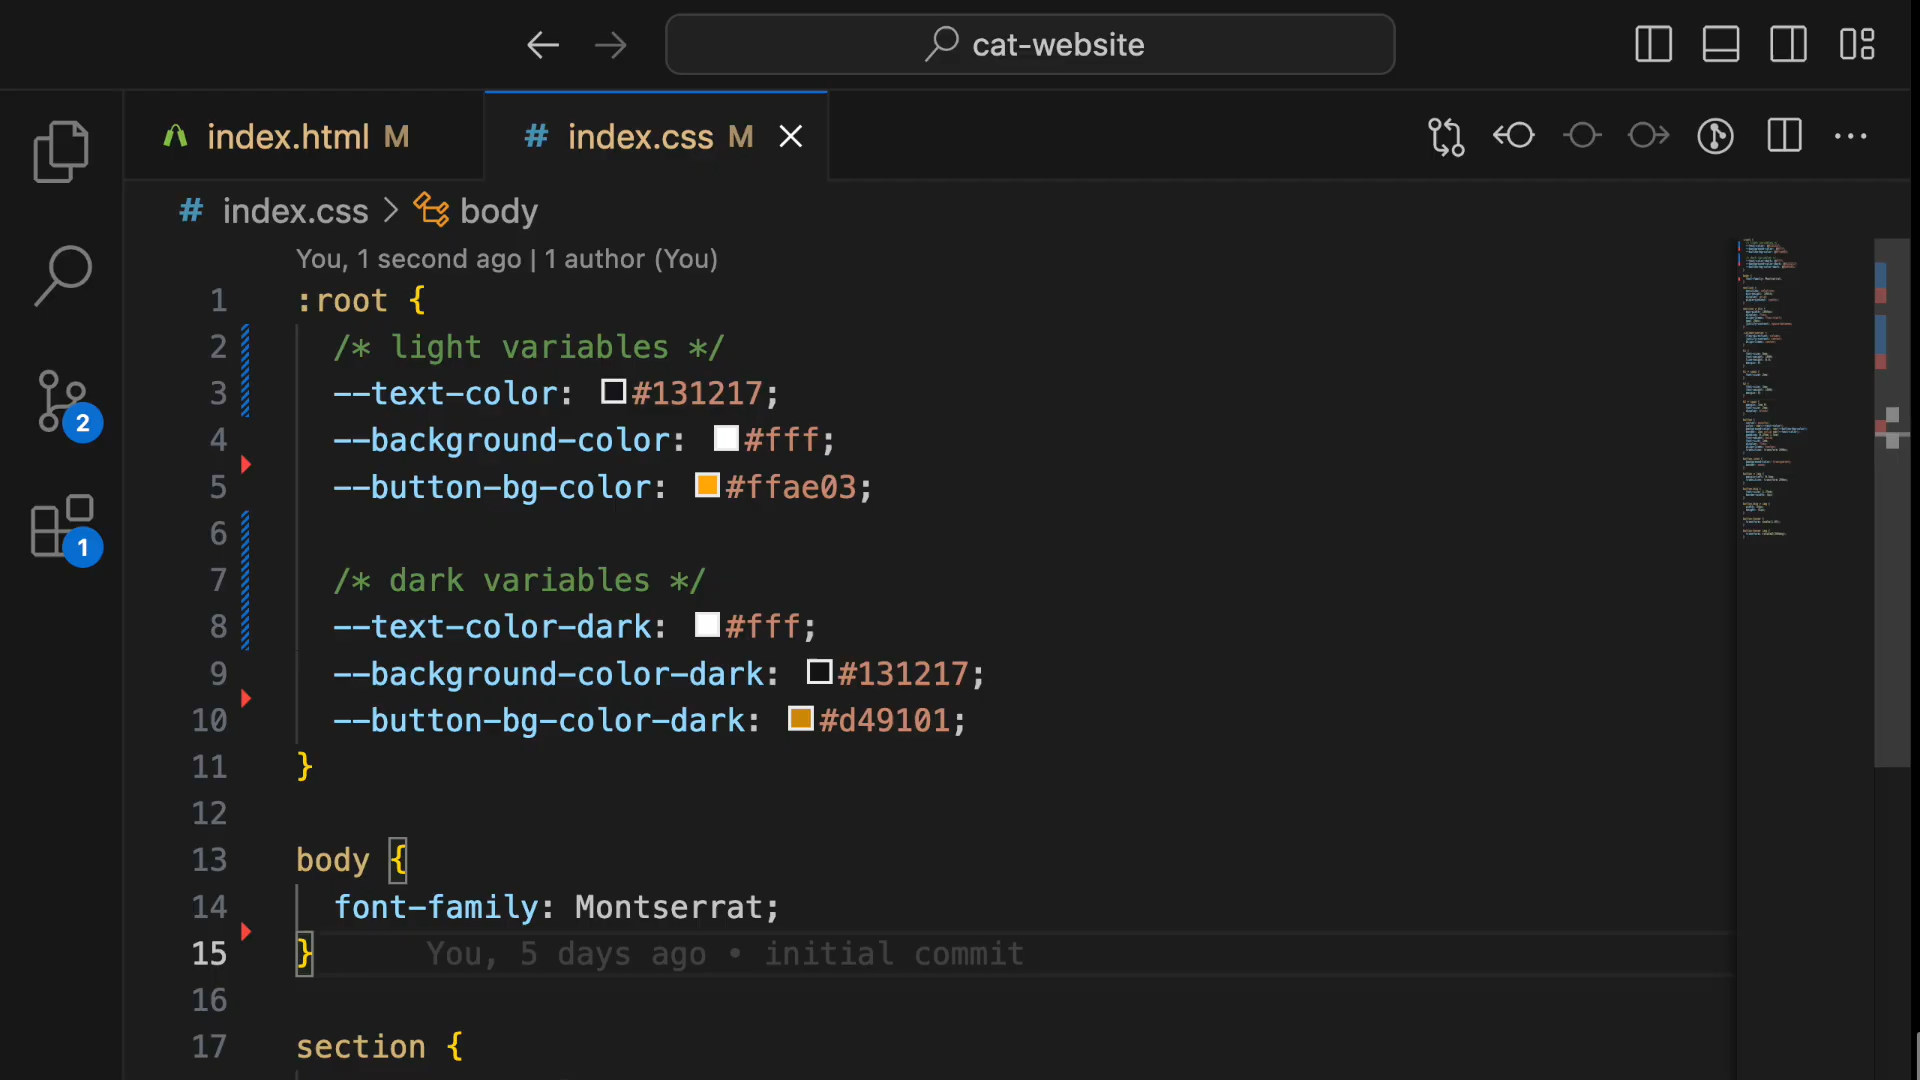 cat-website
index.html M
# index.css M
# index.css > body
You, 1 second ago | 1 author (You)
1 :root {
2 /* light variables */
3 --text-color: #131217;
4 --background-color: #fff;
5 --button-bg-color: #ffae03;
6
7 /* dark variables */
8 --text-color-dark: #fff;
9 --background-color-dark: #131217;
10 --button-bg-color-dark: #d49101;
11 }
12
13 body {
14 font-family: Montserrat;
15 } You, 5 days ago • initial commit
16
17 section {
2
1